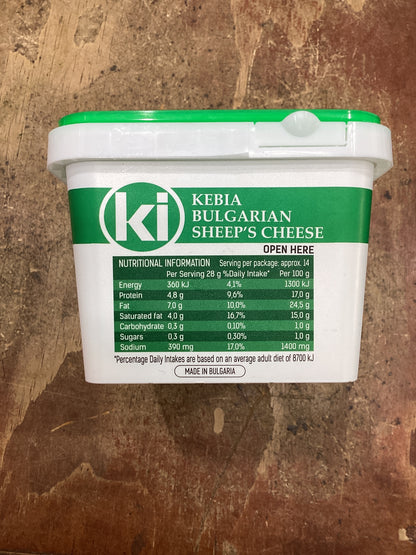 ki
KEBIA
BULGARIAN
SHEEP'S CHEESE
OPEN HERE
NUTRITIONAL INFORMATION Serving per package: approx. 14
Per Serving 28 g %Daily Intake* Per 100 g
Energy 360 kJ 4,1% 1300 kJ
Protein 4,8 g 9,6% 17,0 g
Fat 7,0 g 10,0% 24,5 g
Saturated fat 4,0 g 16,7% 15,0 g
Carbohydrate 0,3 g 0,10% 1,0 g
Sugars 0,3 g 0,30% 1,0 g
Sodium 390 mg 17,0% 1400 mg
*Percentage Daily Intakes are based on an average adult diet of 8700 kJ
MADE IN BULGARIA